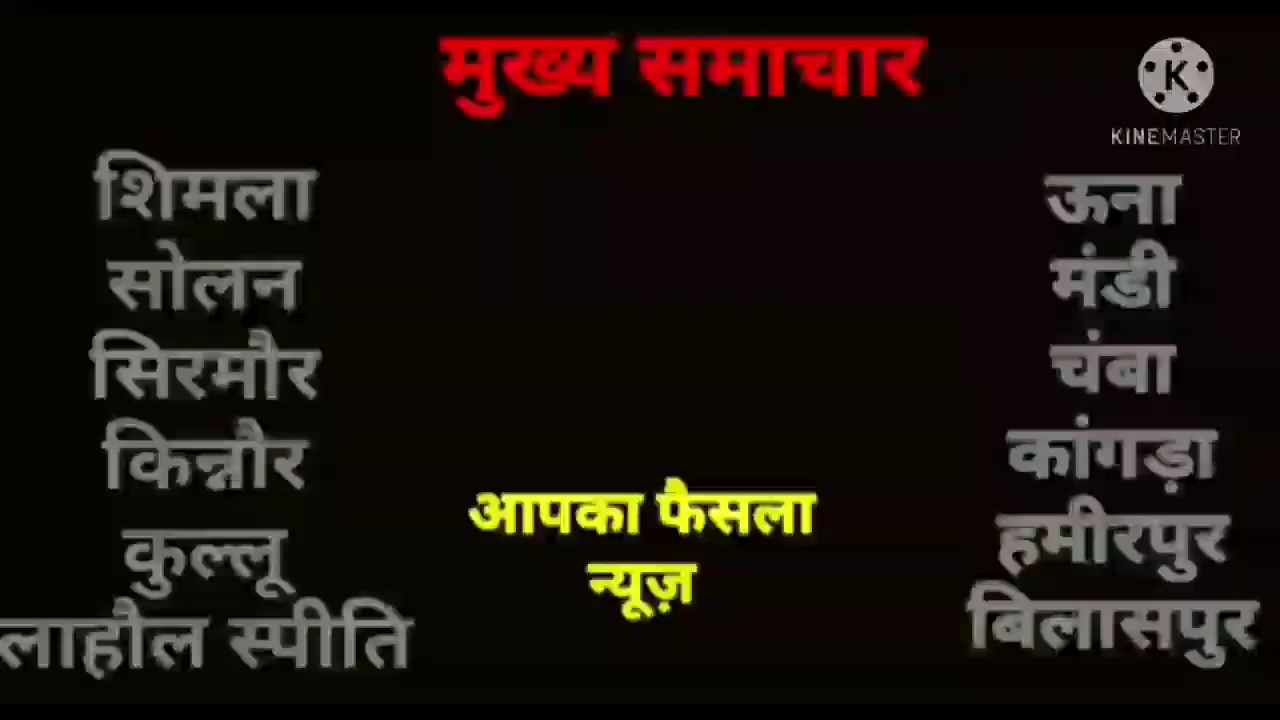 मुख्य समाचार
KINEMASTER
शिमला
सोलन
सिरमौर
किन्नौर
कुल्लू
लाहौल स्पीति
ऊना
मंडी
चंबा
कांगड़ा
हमीरपुर
बिलासपुर
आपका फैसला
न्यूज़